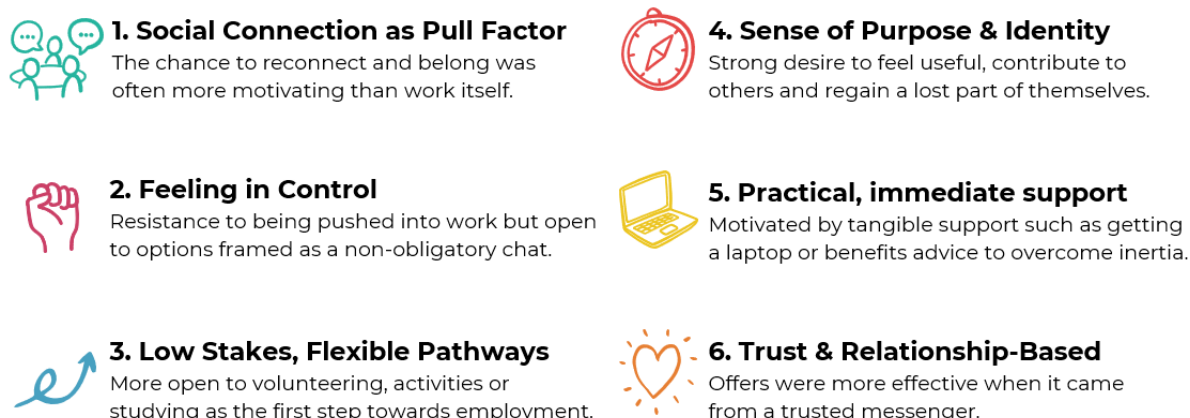 1. Social Connection as Pull Factor
The chance to reconnect and belong was
often more motivating than work itself.
2. Feeling in Control
Resistance to being pushed into work but open
to options framed as a non-obligatory chat.
3. Low Stakes, Flexible Pathways
More open to volunteering, activities or
studying as the first step towards employment.
4. Sense of Purpose & Identity
Strong desire to feel useful, contribute to
others and regain a lost part of themselves.
5. Practical, immediate support
Motivated by tangible support such as getting
a laptop or benefits advice to overcome inertia.
6. Trust & Relationship-Based
Offers were more effective when it came
from a trusted messenger.